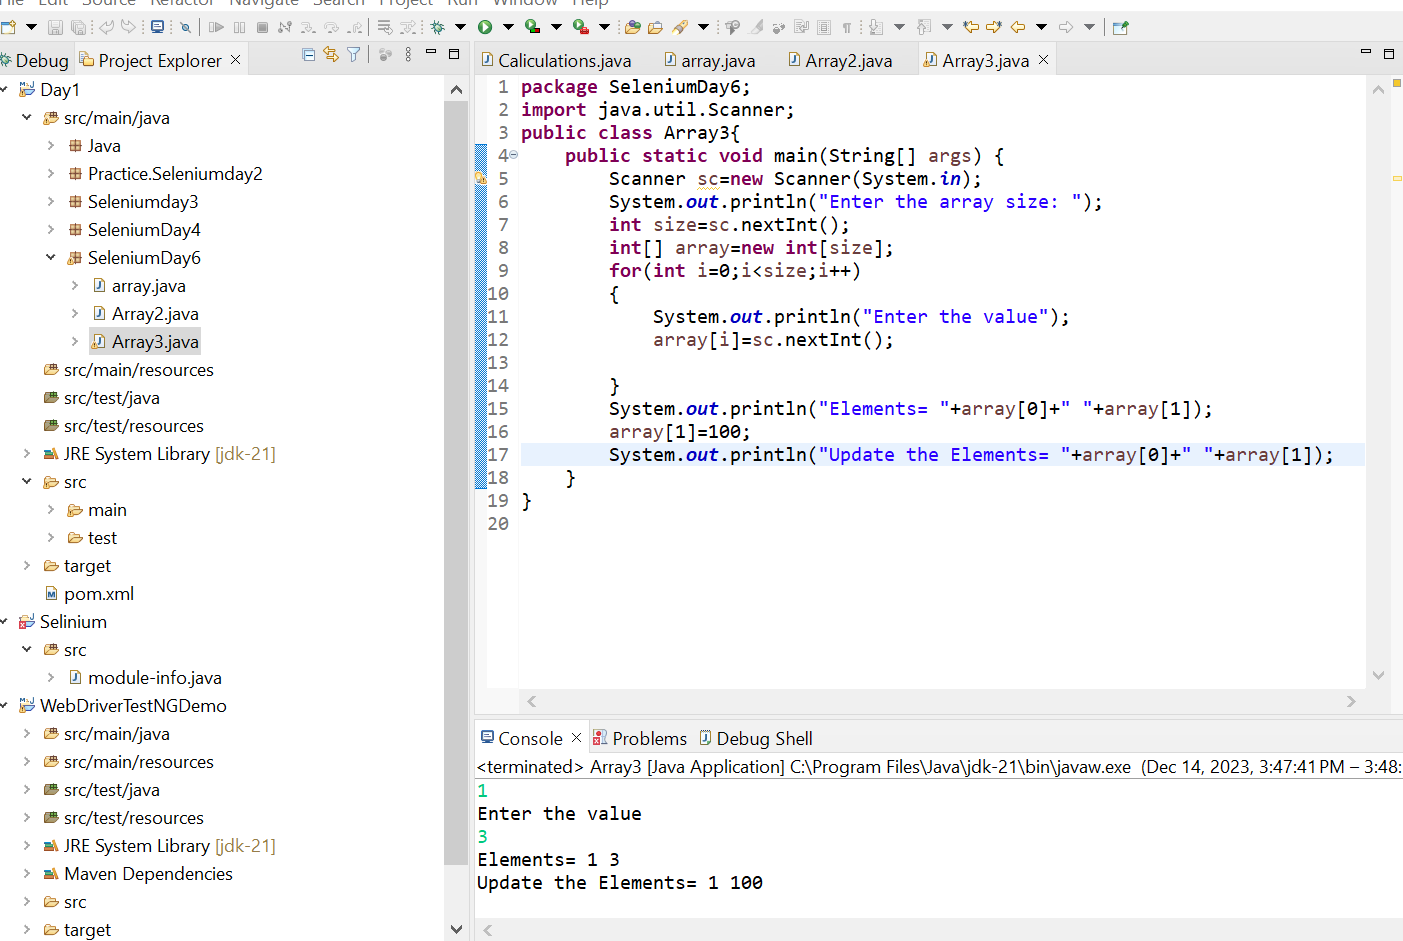 File Edit Source Refactor Navigate Search Project Run Window Help
Debug Project Explorer
Day1
src/main/java
Java
Practice.Seleniumday2
Seleniumday3
SeleniumDay4
SeleniumDay6
array.java
Array2.java
Array3.java
src/main/resources
src/test/java
src/test/resources
JRE System Library [jdk-21]
src
main
test
target
pom.xml
Selinium
src
module-info.java
WebDriverTestNGDemo
src/main/java
src/main/resources
src/test/java
src/test/resources
JRE System Library [jdk-21]
Maven Dependencies
src
target
Caliculations.java array.java Array2.java Array3.java
1 package SeleniumDay6;
2 import java.util.Scanner;
3 public class Array3{
4 public static void main(String[] args) {
5 Scanner sc=new Scanner(System.in);
6 System.out.println("Enter the array size: ");
7 int size=sc.nextInt();
8 int[] array=new int[size];
9 for(int i=0;i<size;i++)
10 {
11 System.out.println("Enter the value");
12 array[i]=sc.nextInt();
13
14 }
15 System.out.println("Elements= "+array[0]+" "+array[1]);
16 array[1]=100;
17 System.out.println("Update the Elements= "+array[0]+" "+array[1]);
18 }
19 }
20
Console Problems Debug Shell
<terminated> Array3 [Java Application] C:\Program Files\Java\jdk-21\bin\javaw.exe (Dec 14, 2023, 3:47:41 PM – 3:48:
1
Enter the value
3
Elements= 1 3
Update the Elements= 1 100